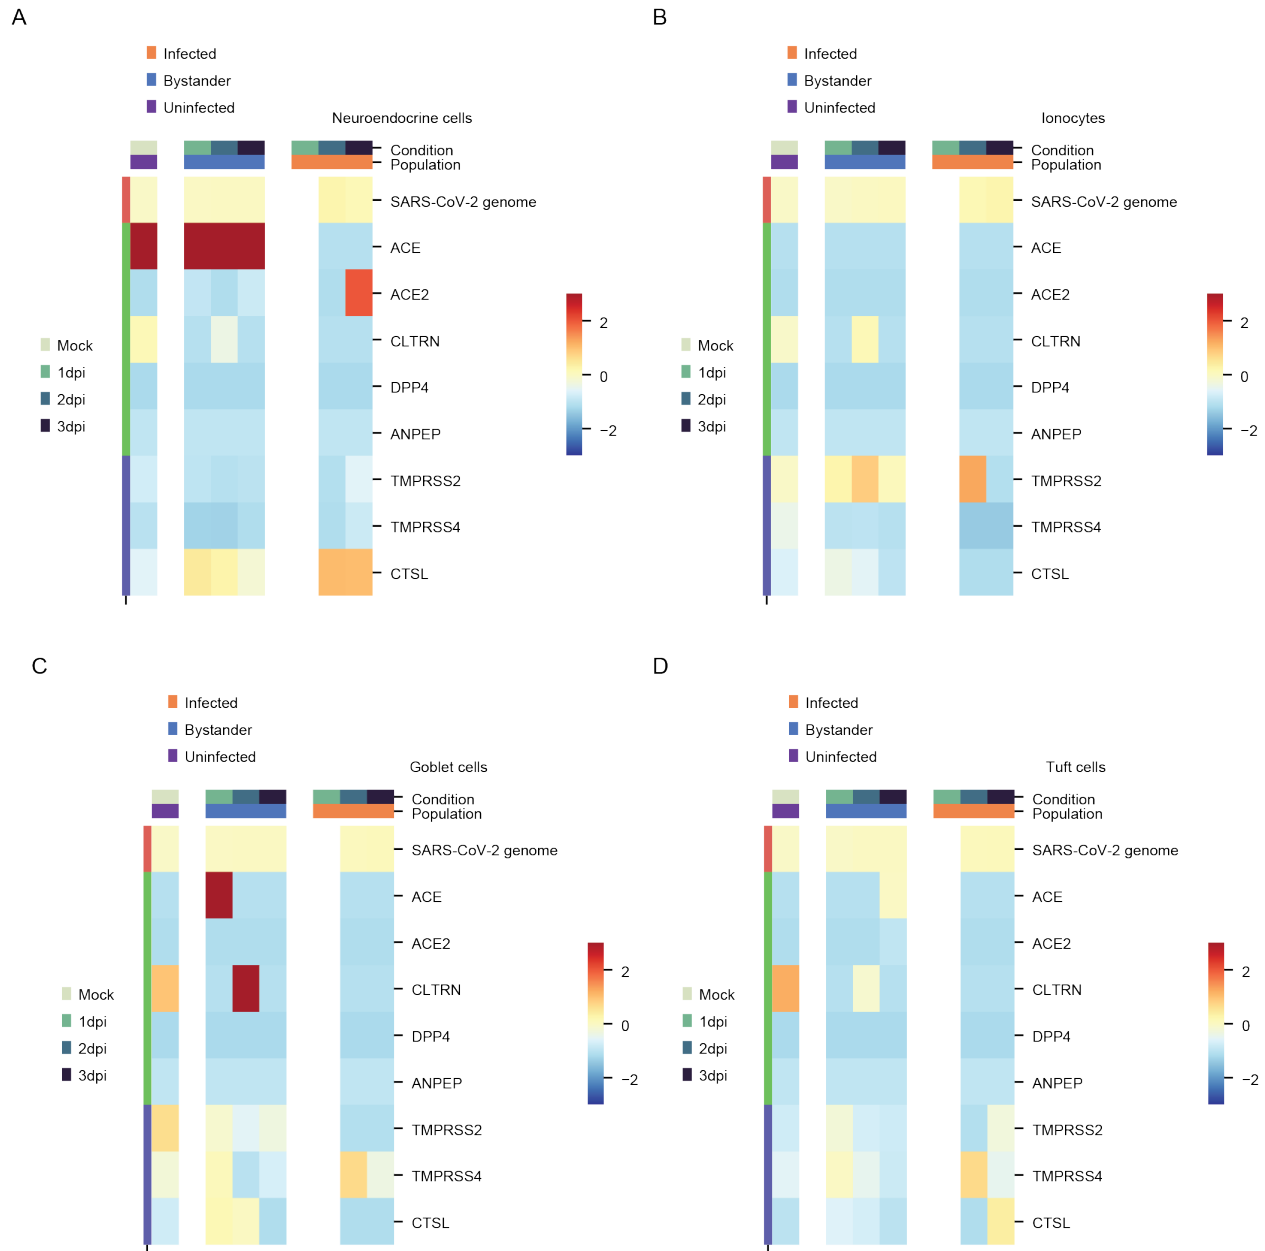 A
Infected
Bystander
Uninfected
Neuroendocrine cells
Condition
Population
SARS-CoV-2 genome
ACE
ACE2
CLTRN
DPP4
ANPEP
TMPRSS2
TMPRSS4
CTSL
Mock
1dpi
2dpi
3dpi
2
0
−2
B
Infected
Bystander
Uninfected
Ionocytes
Condition
Population
SARS-CoV-2 genome
ACE
ACE2
CLTRN
DPP4
ANPEP
TMPRSS2
TMPRSS4
CTSL
Mock
1dpi
2dpi
3dpi
2
0
−2
C
Infected
Bystander
Uninfected
Goblet cells
Condition
Population
SARS-CoV-2 genome
ACE
ACE2
CLTRN
DPP4
ANPEP
TMPRSS2
TMPRSS4
CTSL
Mock
1dpi
2dpi
3dpi
2
0
−2
D
Infected
Bystander
Uninfected
Tuft cells
Condition
Population
SARS-CoV-2 genome
ACE
ACE2
CLTRN
DPP4
ANPEP
TMPRSS2
TMPRSS4
CTSL
Mock
1dpi
2dpi
3dpi
2
0
−2